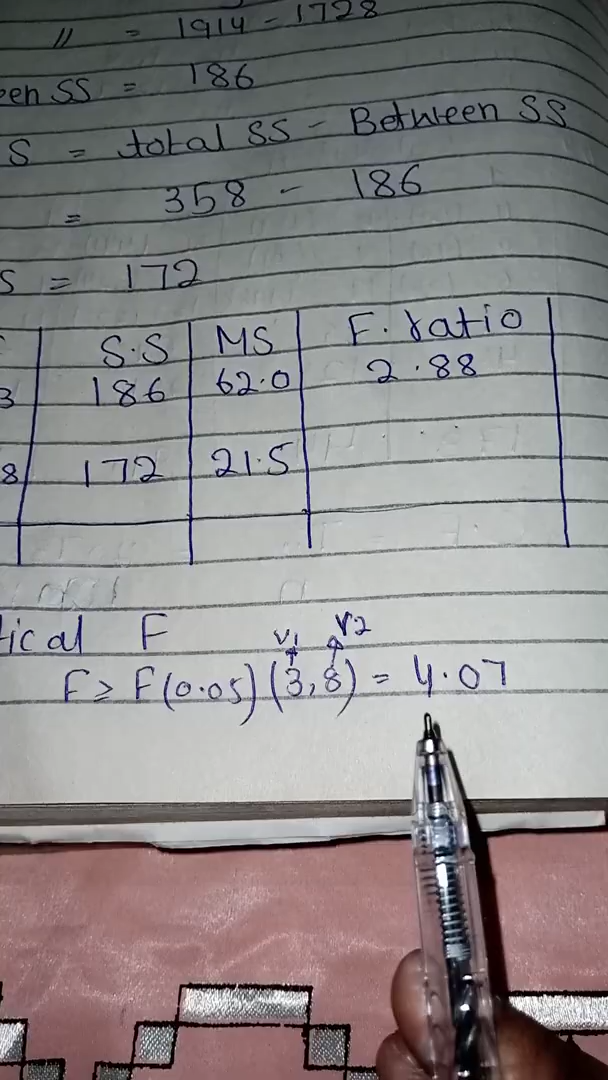 " = 1914 - 1728
een SS = 186
S = total SS - Between SS
= 358 - 186
S = 172
S.S MS F. ratio
3 186 62.0 2.88
8 172 21.5
ical F
V1 V2
F ≥ F(0.05)(3,8) = 4.07